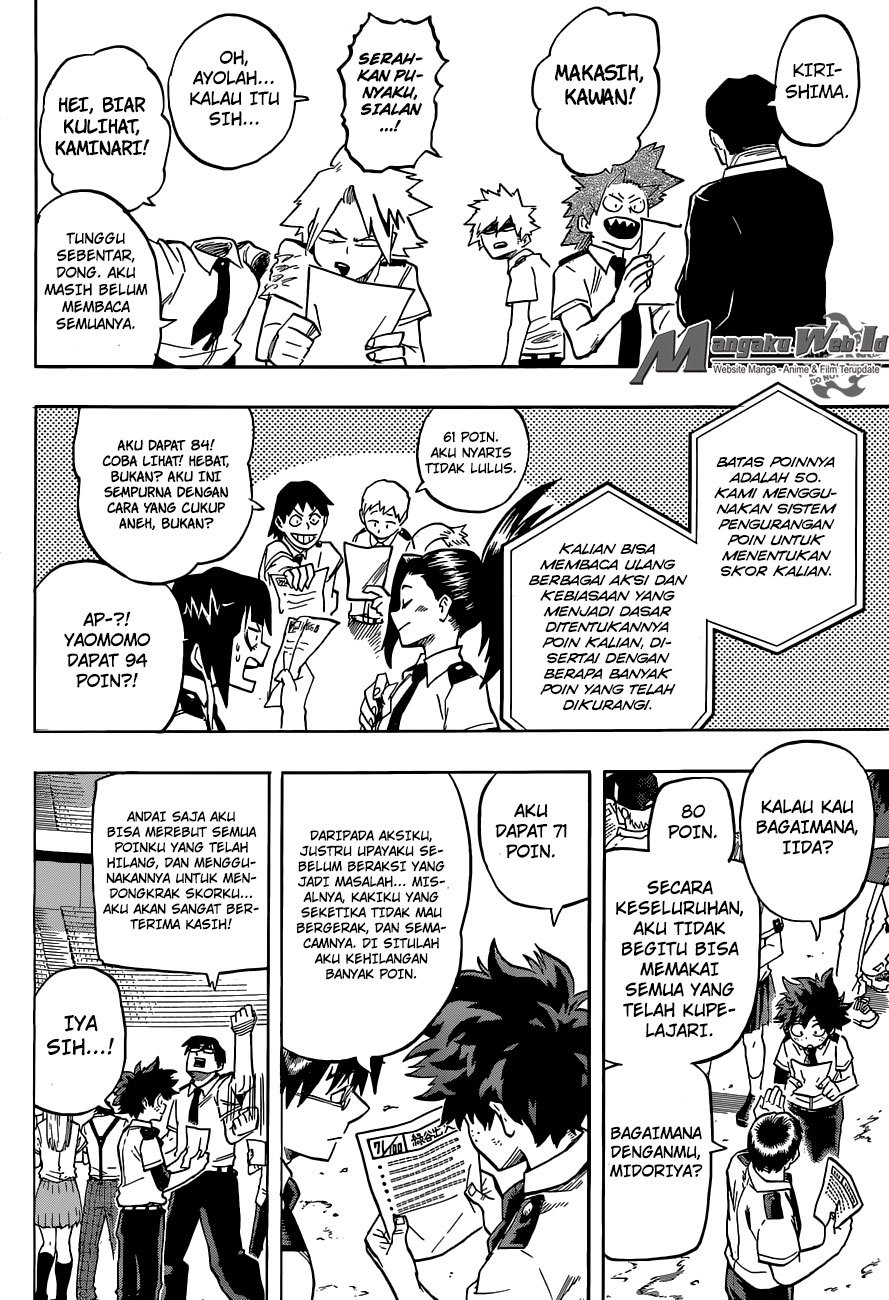 KIRI-
SHIMA.
MAKASIH,
KAWAN!
SERAH-
KAN PU-
NYAKU,
SIALAN
...!
OH,
AYOLAH...
KALAU ITU
SIH...
HEI, BIAR
KULIHAT,
KAMINARI!
TUNGGU
SEBENTAR,
DONG. AKU
MASIH BELUM
MEMBACA
SEMUANYA.
Mangaku.Web.Id
Website Manga - Anime & Film Terupdate
BATAS POINNYA
ADALAH 50.
KAMI MENGGU-
NAKAN SISTEM
PENGURANGAN
POIN UNTUK
MENENTUKAN
SKOR KALIAN.
KALIAN BISA
MEMBACA ULANG
BERBAGAI AKSI DAN
KEBIASAAN YANG
MENJADI DASAR
DITENTUKANNYA
POIN KALIAN, DI-
SERTAI DENGAN
BERAPA BANYAK
POIN YANG TELAH
DIKURANGI.
61 POIN.
AKU NYARIS
TIDAK LULUS.
AKU DAPAT 84!
COBA LIHAT! HEBAT,
BUKAN? AKU INI
SEMPURNA DENGAN
CARA YANG CUKUP
ANEH, BUKAN?
AP-?!
YAOMOMO
DAPAT 94
POIN?!
KALAU KAU
BAGAIMANA,
IIDA?
80
POIN.
SECARA
KESELURUHAN,
AKU TIDAK
BEGITU BISA
MEMAKAI
SEMUA YANG
TELAH KUPE-
LAJARI.
BAGAIMANA
DENGANMU,
MIDORIYA?
AKU
DAPAT 71
POIN.
DARIPADA AKSIKU,
JUSTRU UPAYAKU SE-
BELUM BERAKSI YANG
JADI MASALAH... MIS-
ALNYA, KAKIKU YANG
SEKETIKA TIDAK MAU
BERGERAK, DAN SEMA-
CAMNYA. DI SITULAH
AKU KEHILANGAN
BANYAK POIN.
71/100 緑谷出久
ANDAI SAJA AKU
BISA MEREBUT SEMUA
POINKU YANG TELAH
HILANG, DAN MENGGU-
NAKANNYA UNTUK MEN-
DONGKRAK SKORKU...
AKU AKAN SANGAT BER-
TERIMA KASIH!
IYA
SIH...!